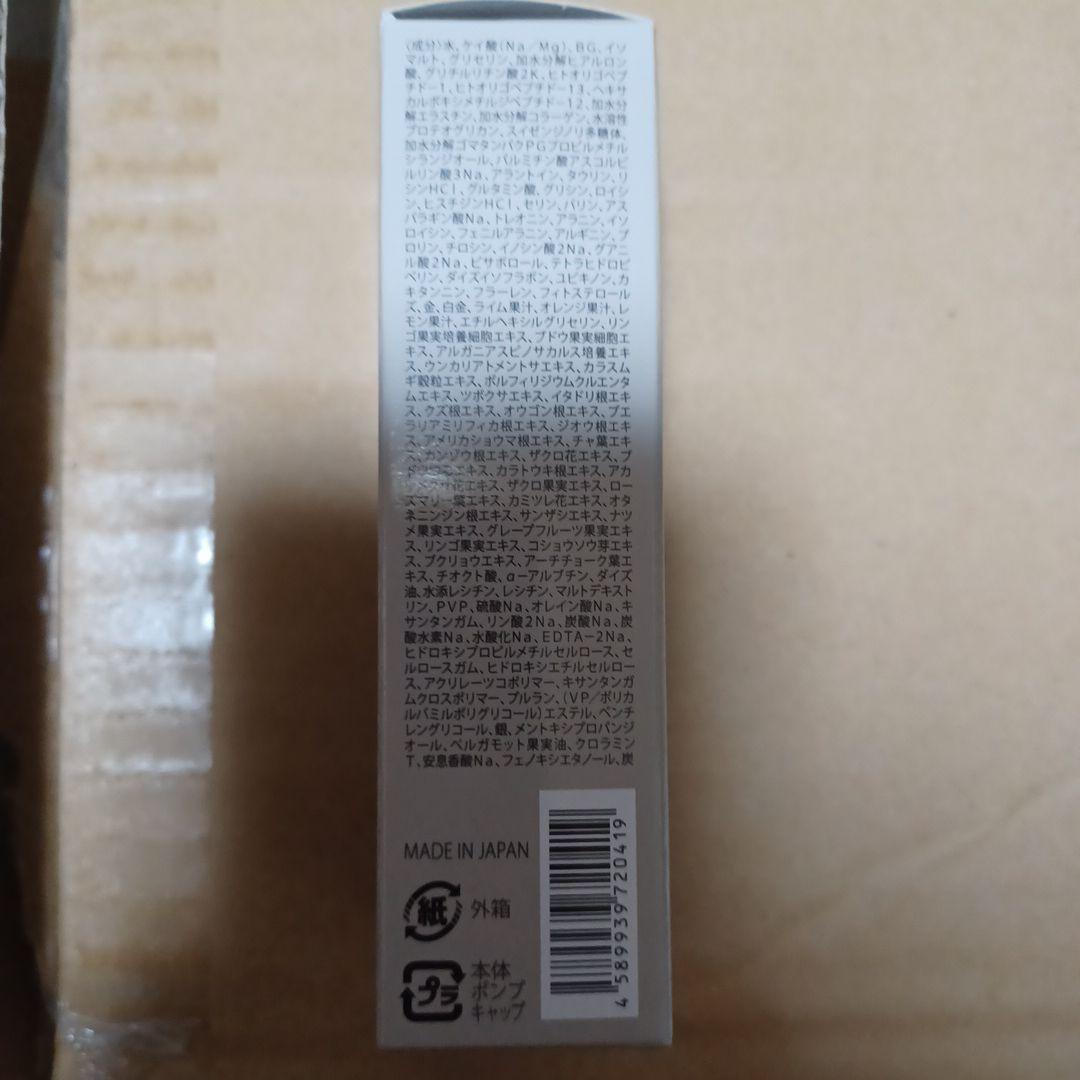 〈成分〉水、ケイ酸(Na/Mg)、BG、イソ
マルト、グリセリン、加水分解ヒアルロン
酸、グリチルリチン酸2K、ヒトオリゴペプ
チド-1、ヒトオリゴペプチド-13、ヘキサ
カルボキシメチルジペプチド-12、加水分
解エラスチン、加水分解コラーゲン、水溶性
プロテオグリカン、スイゼンジノリ多糖体、
加水分解ゴマタンパクPGプロピルメチル
シランジオール、パルミチン酸アスコルビ
ルリン酸3Na、アラントイン、タウリン、リ
シンHCl、グルタミン酸、グリシン、ロイシ
ン、ヒスチジンHCl、セリン、バリン、アス
パラギン酸Na、トレオニン、アラニン、イソ
ロイシン、フェニルアラニン、アルギニン、プ
ロリン、チロシン、イノシン酸2Na、グアニ
ル酸2Na、ビサボロール、テトラヒドロピ
ペリン、ダイズイソフラボン、ユビキノン、カ
キタンニン、フラーレン、フィトステロール
ズ、金、白金、ライム果汁、オレンジ果汁、レ
モン果汁、エチルヘキシルグリセリン、リン
ゴ果実培養細胞エキス、ブドウ果実細胞エ
キス、アルガニアスピノサカルス培養エキ
ス、ウンカリアトメントサエキス、カラスム
ギ穀粒エキス、ポルフィリジウムクルエンタ
ムエキス、ツボクサエキス、イタドリ根エキ
ス、クズ根エキス、オウゴン根エキス、プエ
ラリアミリフィカ根エキス、ジオウ根エキ
ス、アメリカショウマ根エキス、チャ葉エキ
ス、カンゾウ根エキス、ザクロ花エキス、ブ
ドウつるエキス、カラトウキ根エキス、アカ
ツメクサ花エキス、ザクロ果実エキス、ロー
ズマリー葉エキス、カミツレ花エキス、オタ
ネニンジン根エキス、サンザシエキス、ナツ
メ果実エキス、グレープフルーツ果実エキ
ス、リンゴ果実エキス、コショウソウ芽エキ
ス、ブクリョウエキス、アーチチョーク葉エ
キス、チオクト酸、α-アルブチン、ダイズ
油、水添レシチン、レシチン、マルトデキスト
リン、PVP、硫酸Na、オレイン酸Na、キ
サンタンガム、リン酸2Na、炭酸Na、炭
酸水素Na、水酸化Na、EDTA-2Na、
ヒドロキシプロピルメチルセルロース、セ
ルロースガム、ヒドロキシエチルセルロー
ス、アクリレーツコポリマー、キサンタンガ
ムクロスポリマー、プルラン、(VP/ポリカ
ルバミルポリグリコール)エステル、ペンチ
レングリコール、銀、メントキシプロパンジ
オール、ベルガモット果実油、クロラミン
T、安息香酸Na、フェノキシエタノール、炭
MADE IN JAPAN
紙 外箱
プラ 本体
ポンプ
キャップ
4 589939 720419